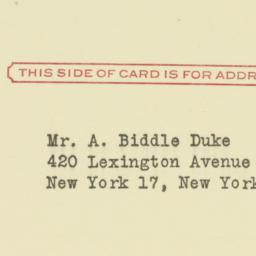 THIS SIDE OF CARD IS FOR ADDR
Mr. A. Biddle Duke
420 Lexington Avenue
New York 17, New York